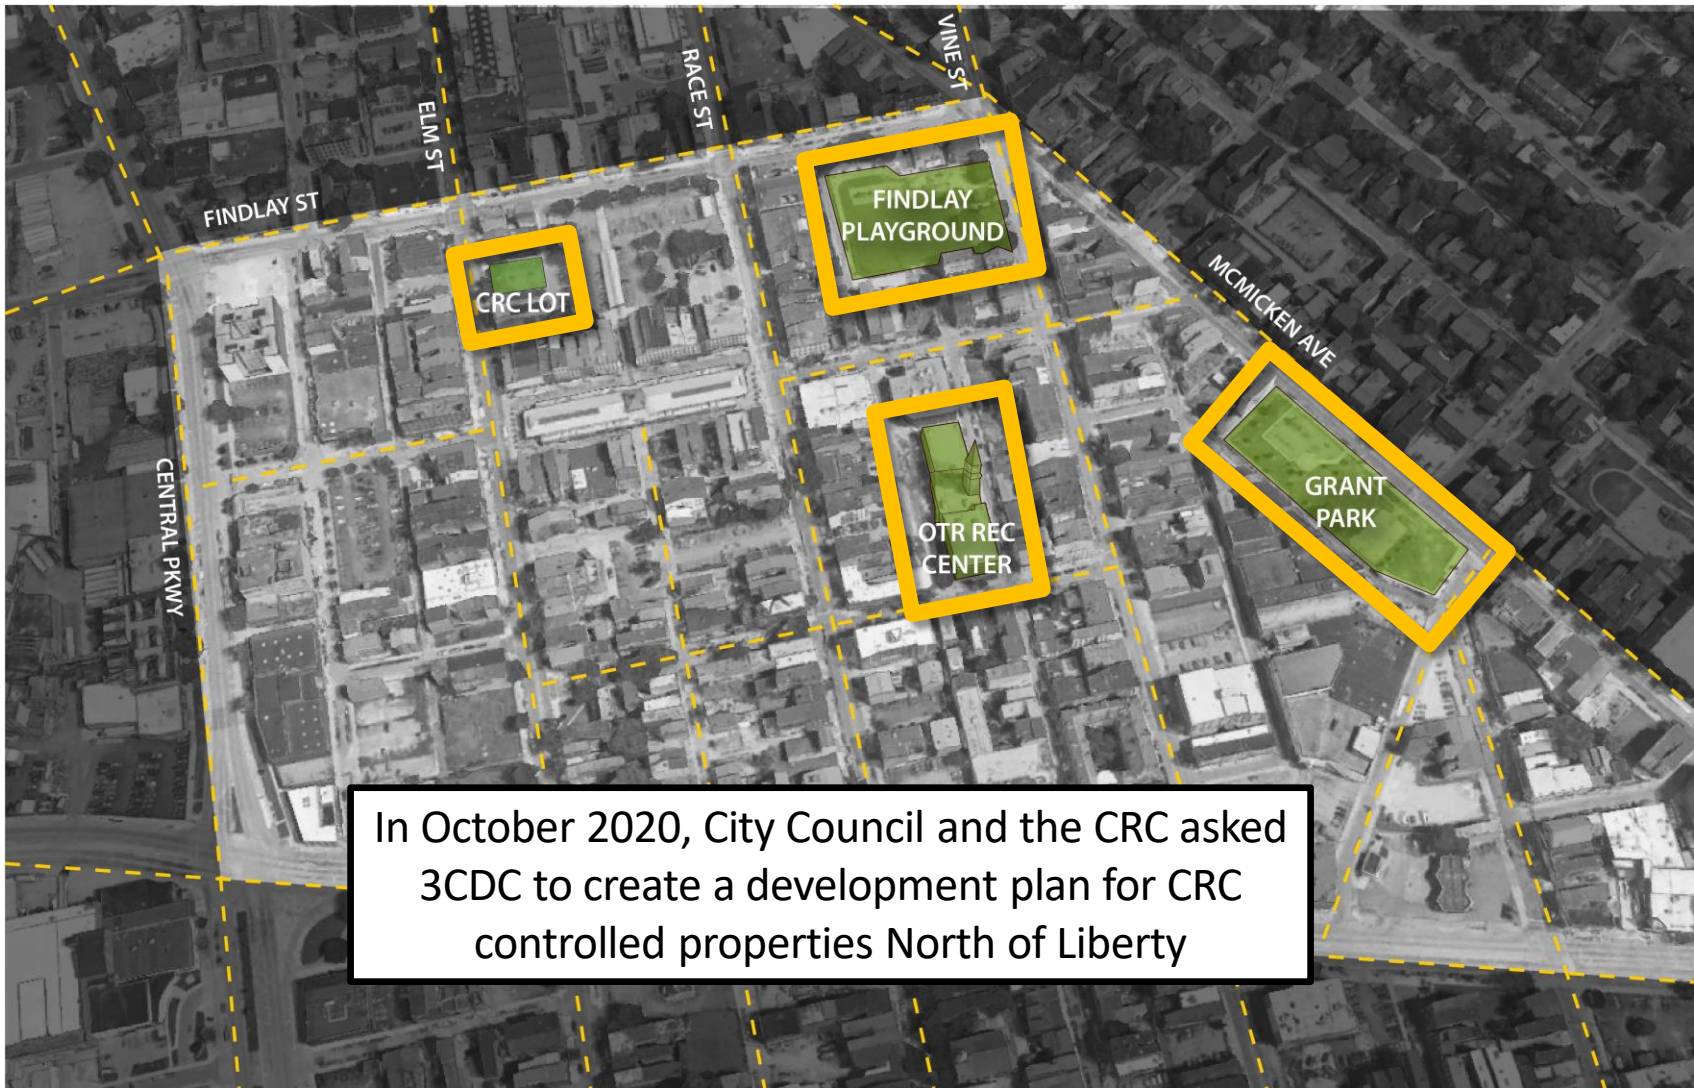 VINE ST
RACE ST
ELM ST
FINDLAY ST
FINDLAY
PLAYGROUND
CRC LOT
MCMICKEN AVE
CENTRAL PKWY
GRANT
PARK
OTR REC
CENTER
In October 2020, City Council and the CRC asked
3CDC to create a development plan for CRC
controlled properties North of Liberty